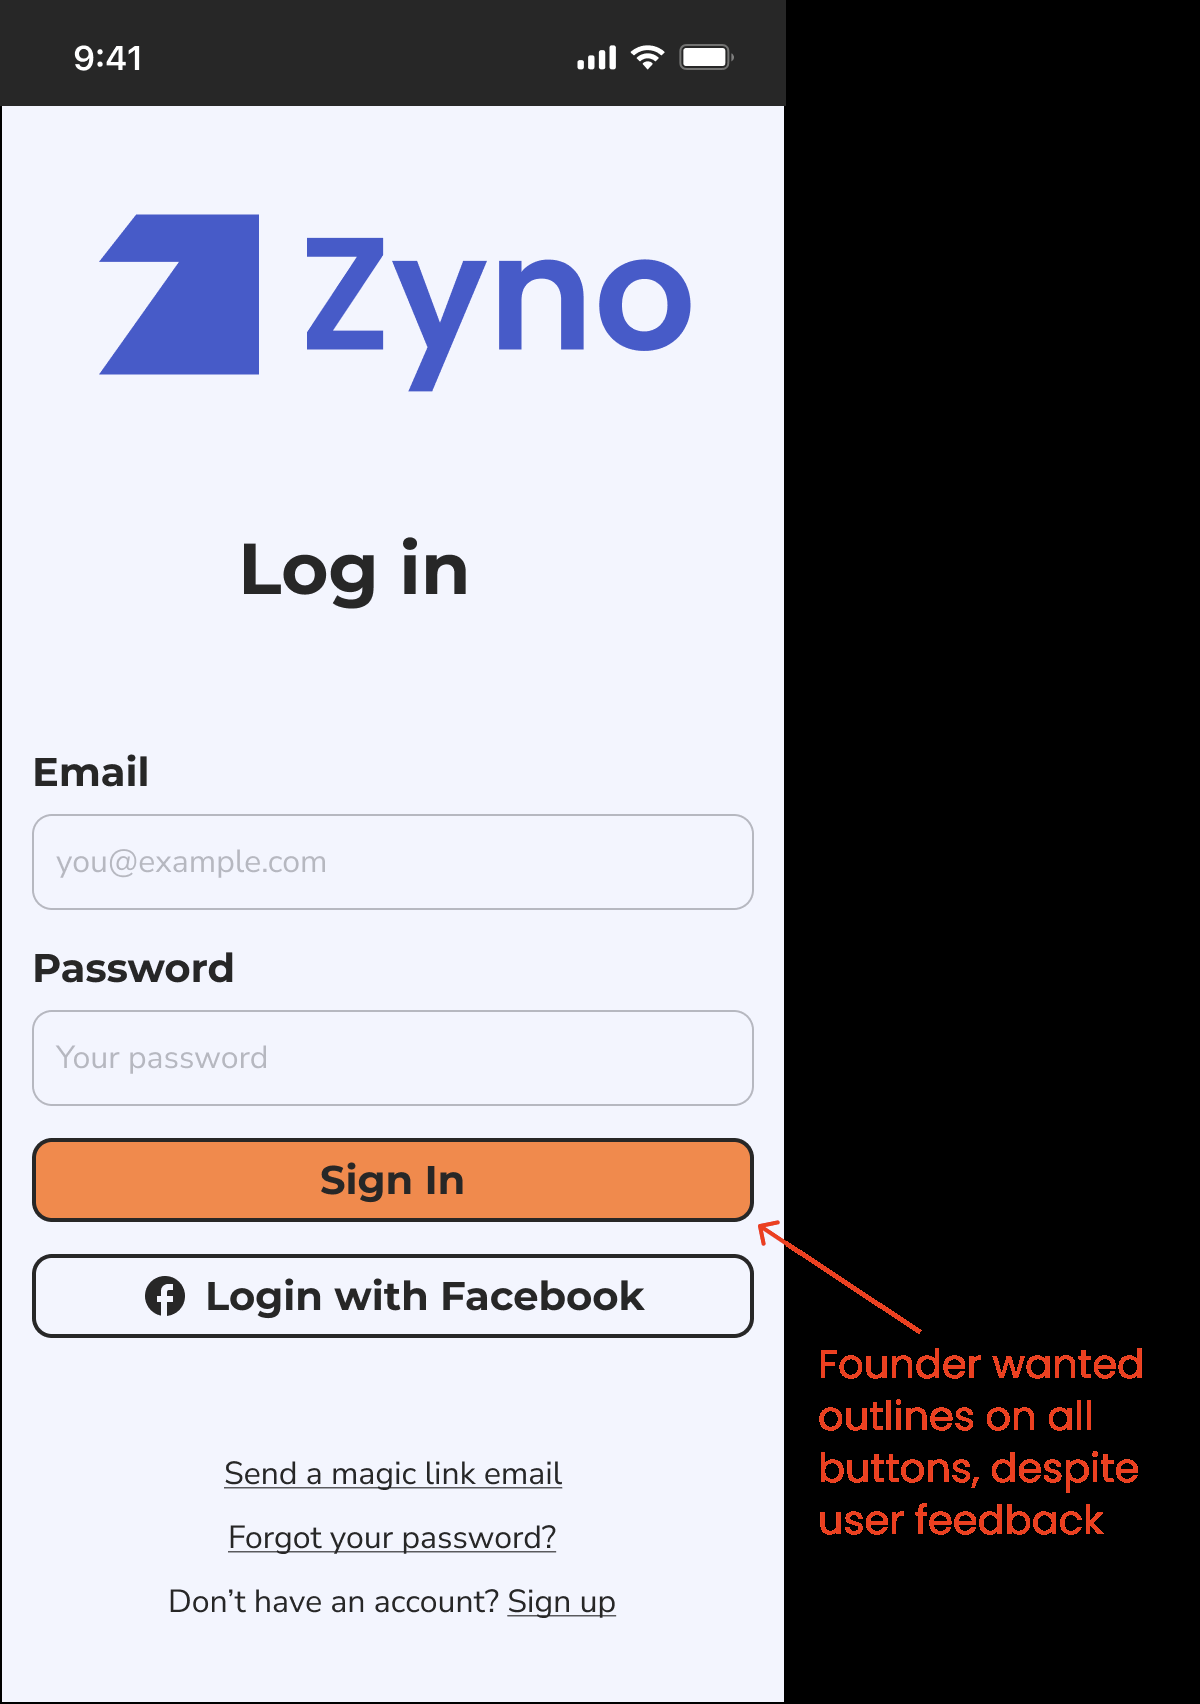 9:41
Zyno
Log in
Email
you@example.com
Password
Your password
Sign In
Login with Facebook
Founder wanted
outlines on all
buttons, despite
user feedback
Send a magic link email
Forgot your password?
Don’t have an account? Sign up